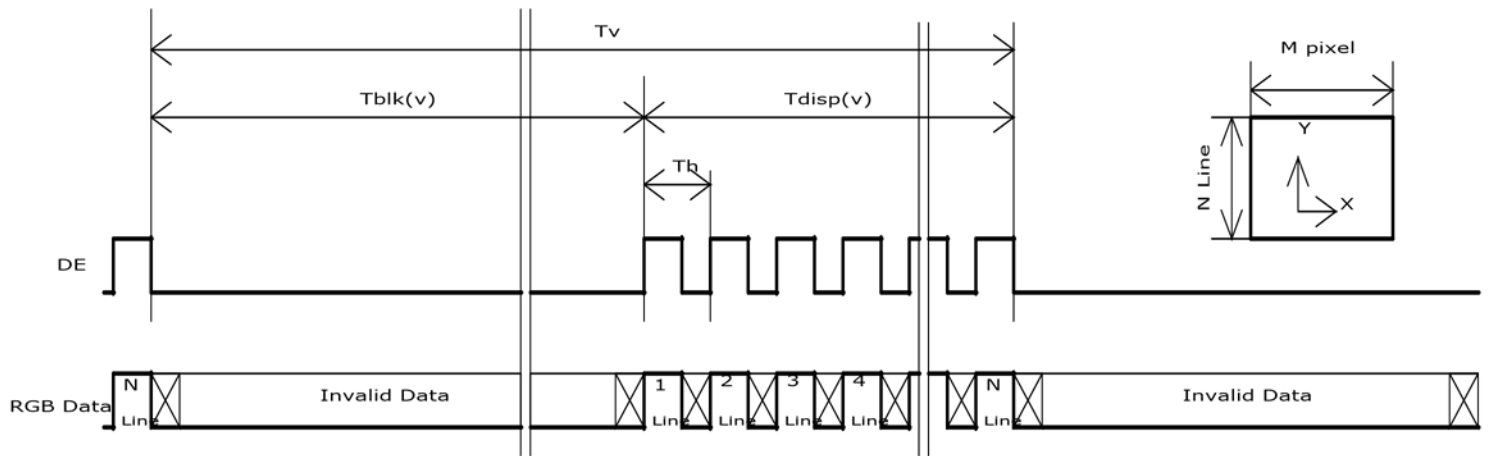 Tv
M pixel
Tblk(v)
Tdisp(v)
N Line
Y
X
Th
DE
RGB Data
N
Line
Invalid Data
1
Line
2
Line
3
Line
4
Line
N
Line
Invalid Data